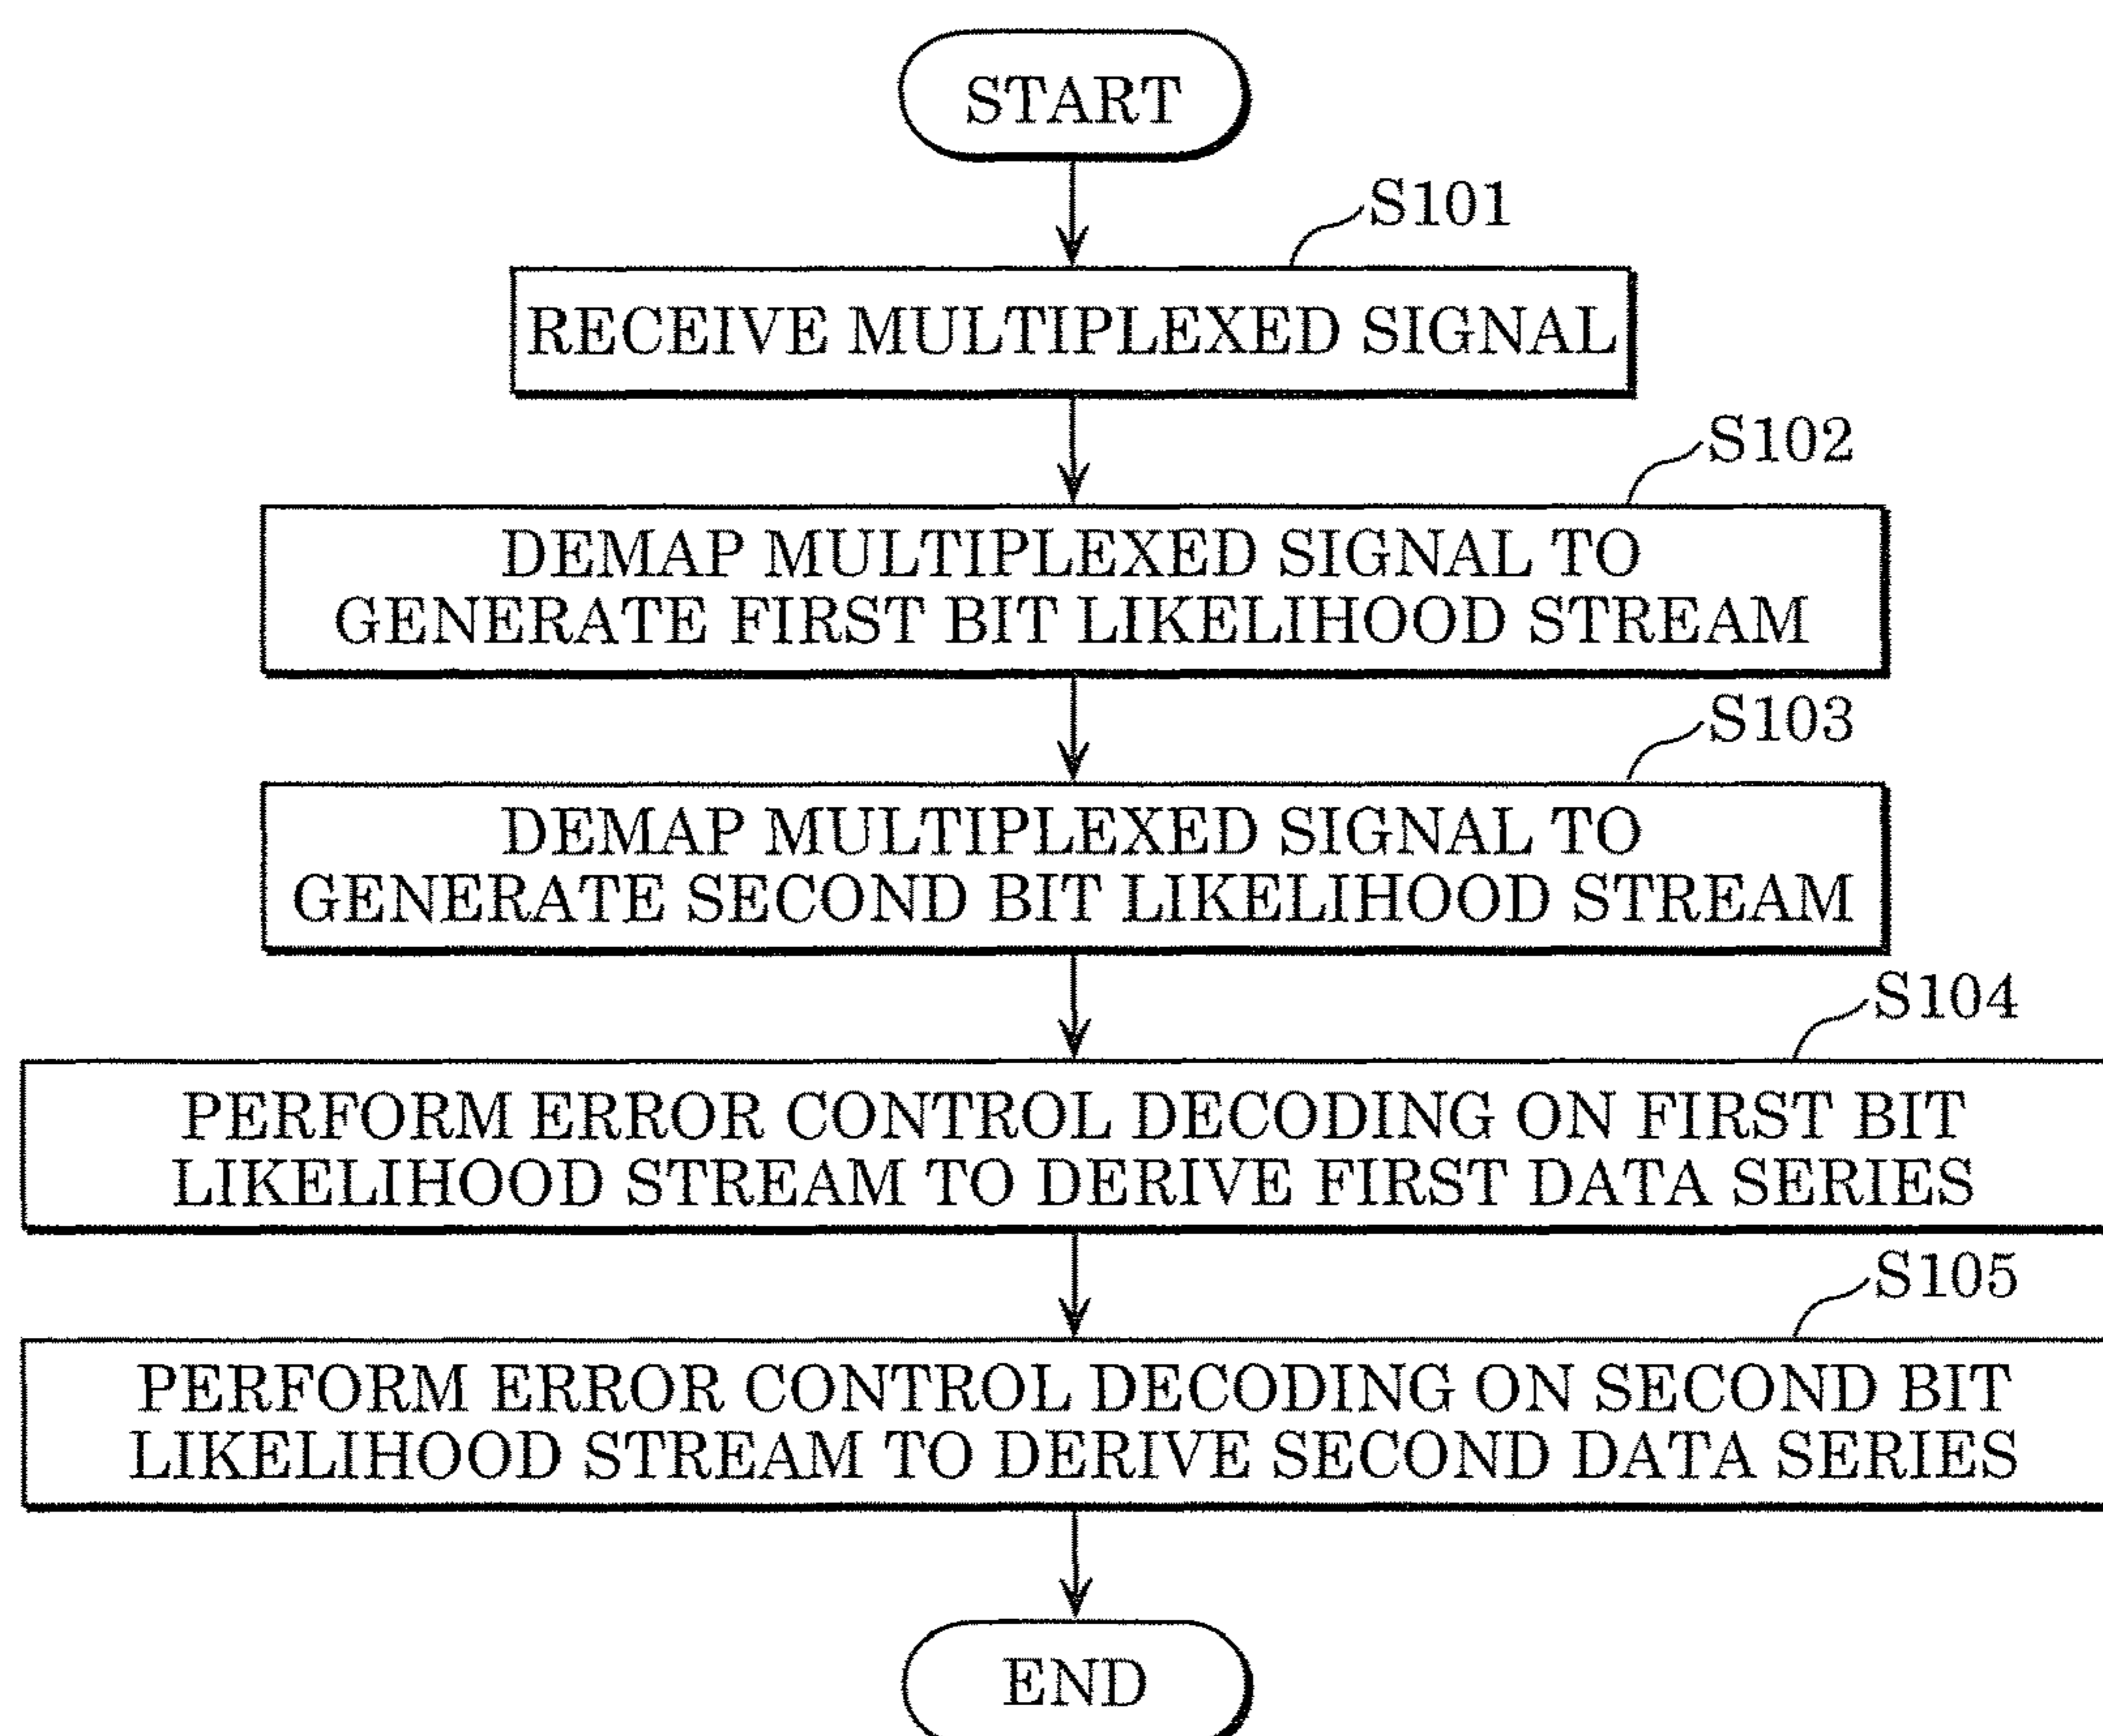 START
S101
RECEIVE MULTIPLEXED SIGNAL
S102
DEMAP MULTIPLEXED SIGNAL TO
GENERATE FIRST BIT LIKELIHOOD STREAM
S103
DEMAP MULTIPLEXED SIGNAL TO
GENERATE SECOND BIT LIKELIHOOD STREAM
S104
PERFORM ERROR CONTROL DECODING ON FIRST BIT
LIKELIHOOD STREAM TO DERIVE FIRST DATA SERIES
S105
PERFORM ERROR CONTROL DECODING ON SECOND BIT
LIKELIHOOD STREAM TO DERIVE SECOND DATA SERIES
END